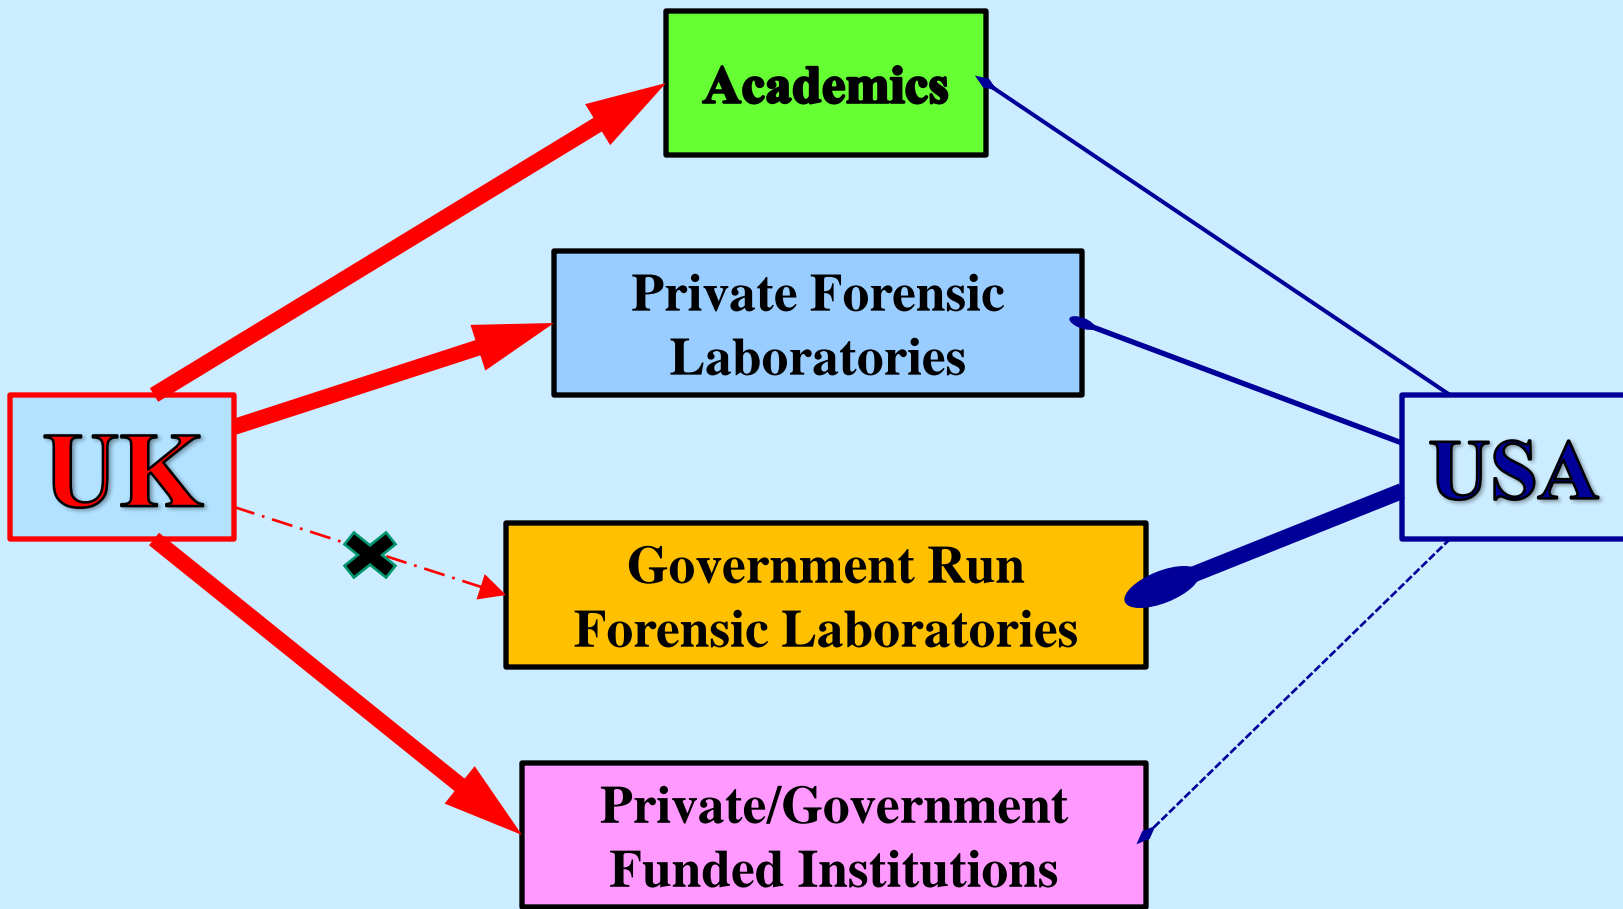 Academics
Private Forensic
Laboratories
UK
USA
Government Run
Forensic Laboratories
Private/Government
Funded Institutions